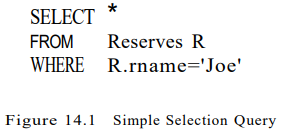 SELECT *
FROM Reserves R
WHERE R.rname='Joe'
Figure 14.1 Simple Selection Query